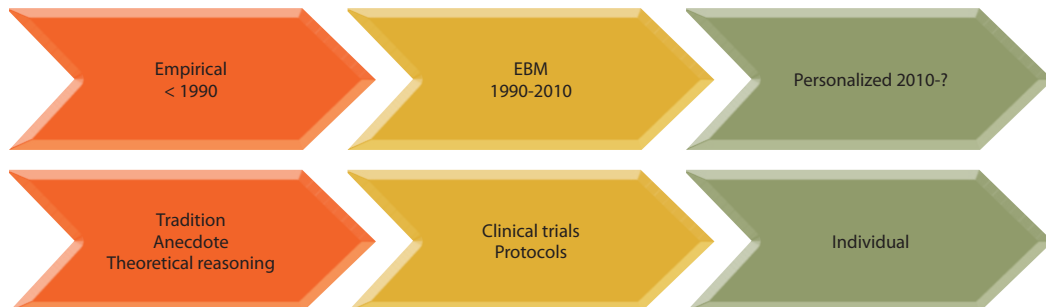 Empirical
< 1990
EBM
1990-2010
Personalized 2010-?
Tradition
Anecdote
Theoretical reasoning
Clinical trials
Protocols
Individual